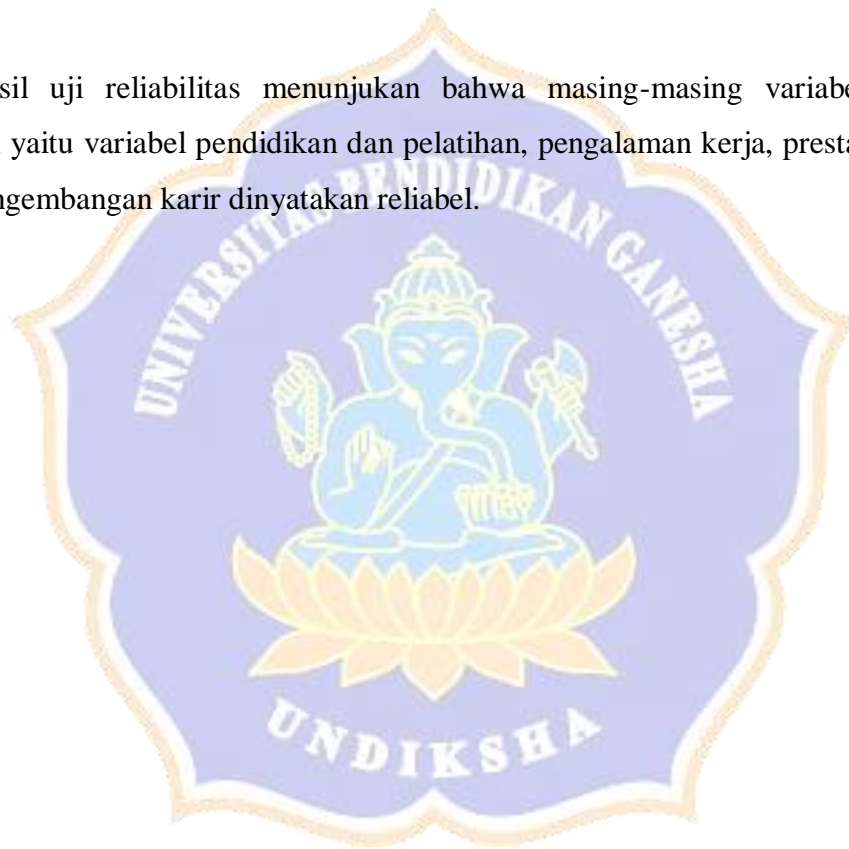 sil uji reliabilitas menunjukan bahwa masing-masing variabe
yaitu variabel pendidikan dan pelatihan, pengalaman kerja, presta
ngembangan karir dinyatakan reliabel.
UNIVERSITAS PENDIDIKAN GANESHA
UNDIKSHA